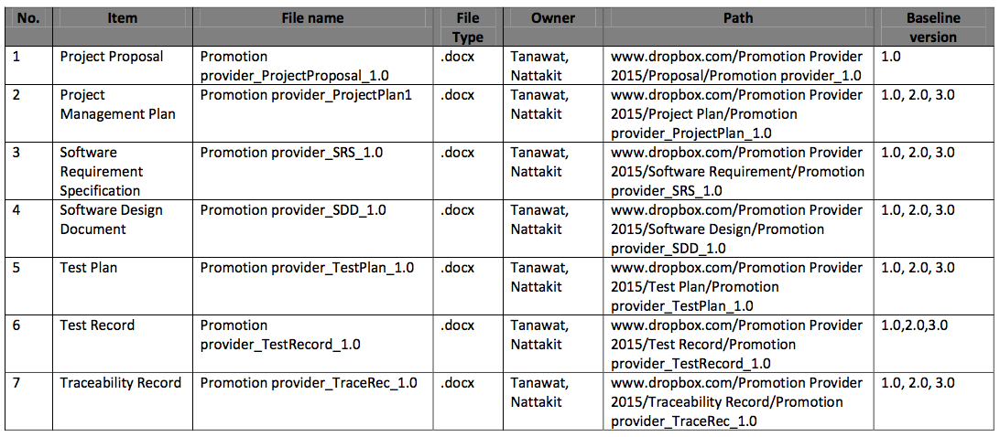 No. Item File name File Type Owner Path Baseline version
1 Project Proposal Promotion provider_ProjectProposal_1.0 .docx Tanawat, Nattakit www.dropbox.com/Promotion Provider 2015/Proposal/Promotion provider_1.0 1.0
2 Project Management Plan Promotion provider_ProjectPlan1 .docx Tanawat, Nattakit www.dropbox.com/Promotion Provider 2015/Project Plan/Promotion provider_ProjectPlan_1.0 1.0, 2.0, 3.0
3 Software Requirement Specification Promotion provider_SRS_1.0 .docx Tanawat, Nattakit www.dropbox.com/Promotion Provider 2015/Software Requirement/Promotion provider_SRS_1.0 1.0, 2.0, 3.0
4 Software Design Document Promotion provider_SDD_1.0 .docx Tanawat, Nattakit www.dropbox.com/Promotion Provider 2015/Software Design/Promotion provider_SDD_1.0 1.0, 2.0, 3.0
5 Test Plan Promotion provider_TestPlan_1.0 .docx Tanawat, Nattakit www.dropbox.com/Promotion Provider 2015/Test Plan/Promotion provider_TestPlan_1.0 1.0, 2.0, 3.0
6 Test Record Promotion provider_TestRecord_1.0 .docx Tanawat, Nattakit www.dropbox.com/Promotion Provider 2015/Test Record/Promotion provider_TestRecord_1.0 1.0,2.0,3.0
7 Traceability Record Promotion provider_TraceRec_1.0 .docx Tanawat, Nattakit www.dropbox.com/Promotion Provider 2015/Traceability Record/Promotion provider_TraceRec_1.0 1.0, 2.0, 3.0